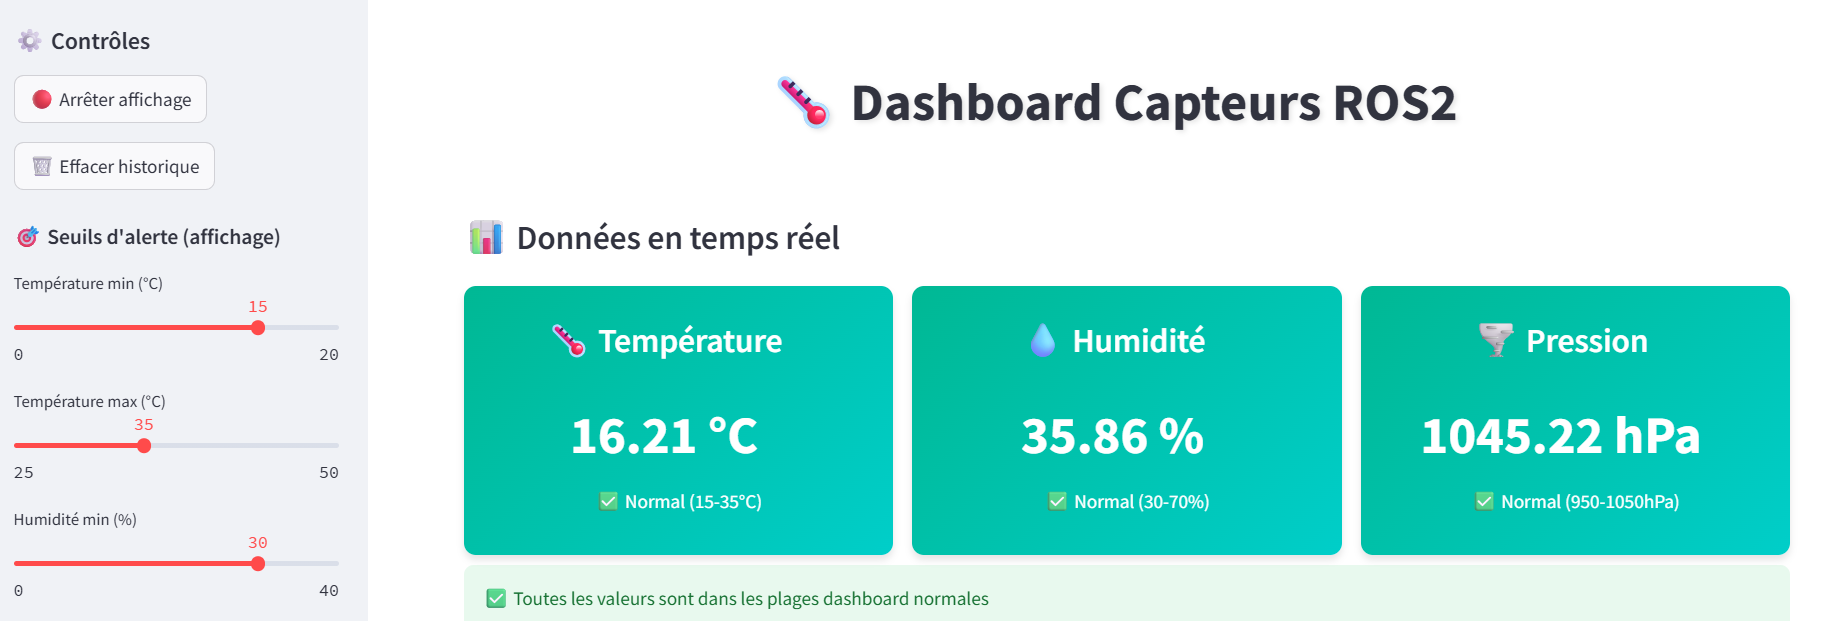 Contrôles
Arrêter affichage
Effacer historique
Seuils d'alerte (affichage)
Température min (°C)
15
0 20
Température max (°C)
35
25 50
Humidité min (%)
30
0 40
Dashboard Capteurs ROS2
Données en temps réel
Température
16.21 °C
Normal (15-35°C)
Humidité
35.86 %
Normal (30-70%)
Pression
1045.22 hPa
Normal (950-1050hPa)
Toutes les valeurs sont dans les plages dashboard normales